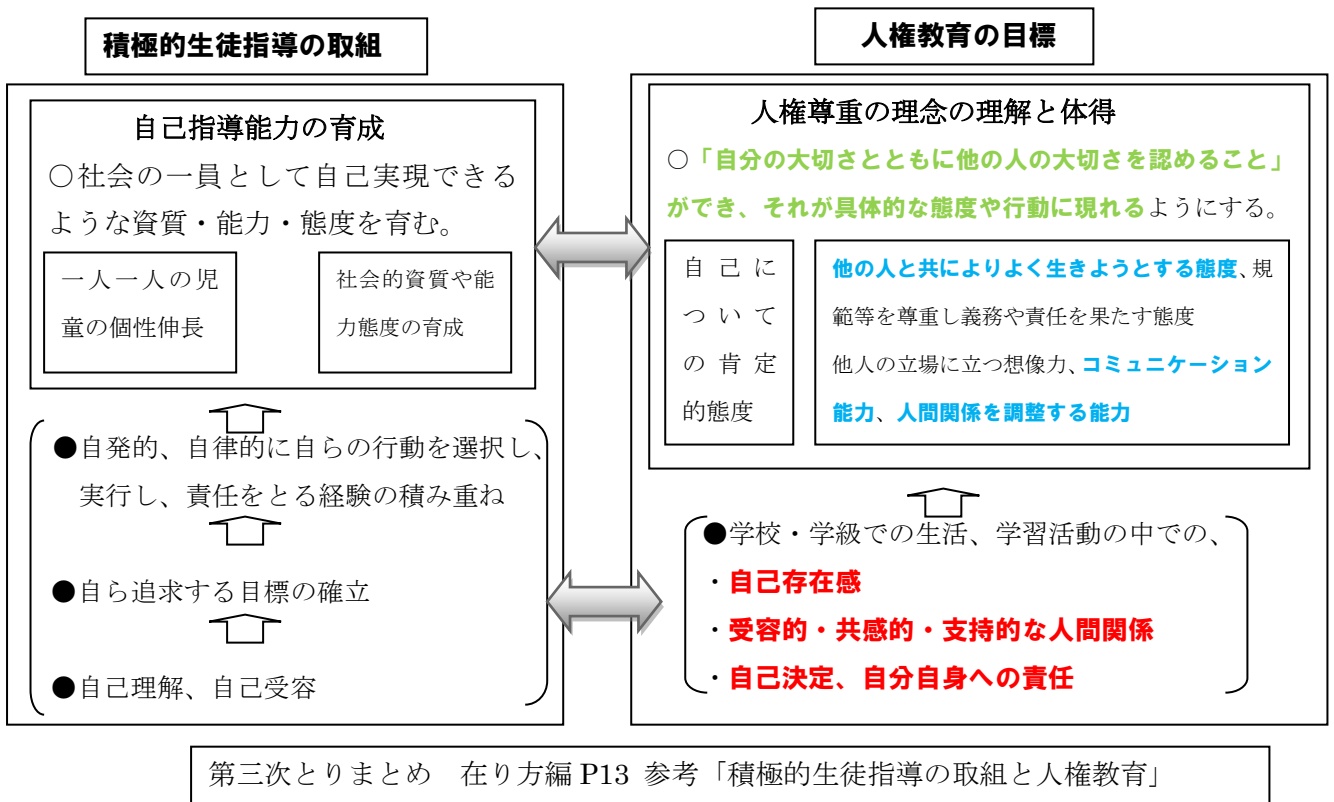 積極的生徒指導の取組
自己指導能力の育成
○社会の一員として自己実現できる
ような資質・能力・態度を育む。
一人一人の児
童の個性伸長
社会的資質や能
力態度の育成
●自発的、自律的に自らの行動を選択し、
実行し、責任をとる経験の積み重ね
●自ら追求する目標の確立
●自己理解、自己受容
人権教育の目標
人権尊重の理念の理解と体得
○「自分の大切さとともに他の人の大切さを認めること」
ができ、それが具体的な態度や行動に現れるようにする。
自己に
ついて
の肯定
的態度
他の人と共によりよく生きようとする態度、規
範等を尊重し義務や責任を果たす態度
他人の立場に立つ想像力、コミュニケーション
能力、人間関係を調整する能力
●学校・学級での生活、学習活動の中での、
・自己存在感
・受容的・共感的・支持的な人間関係
・自己決定、自分自身への責任
第三次とりまとめ　在り方編 P13 参考「積極的生徒指導の取組と人権教育」